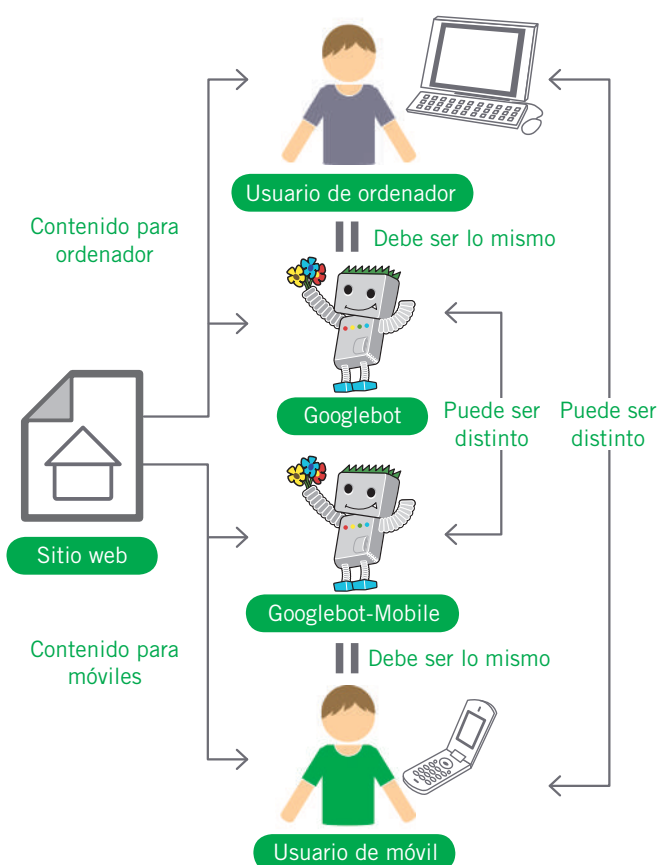 Usuario de ordenador
Contenido para
ordenador
Debe ser lo mismo
Googlebot
Puede ser
distinto
Puede ser
distinto
Sitio web
Googlebot-Mobile
Contenido para
móviles
Debe ser lo mismo
Usuario de móvil